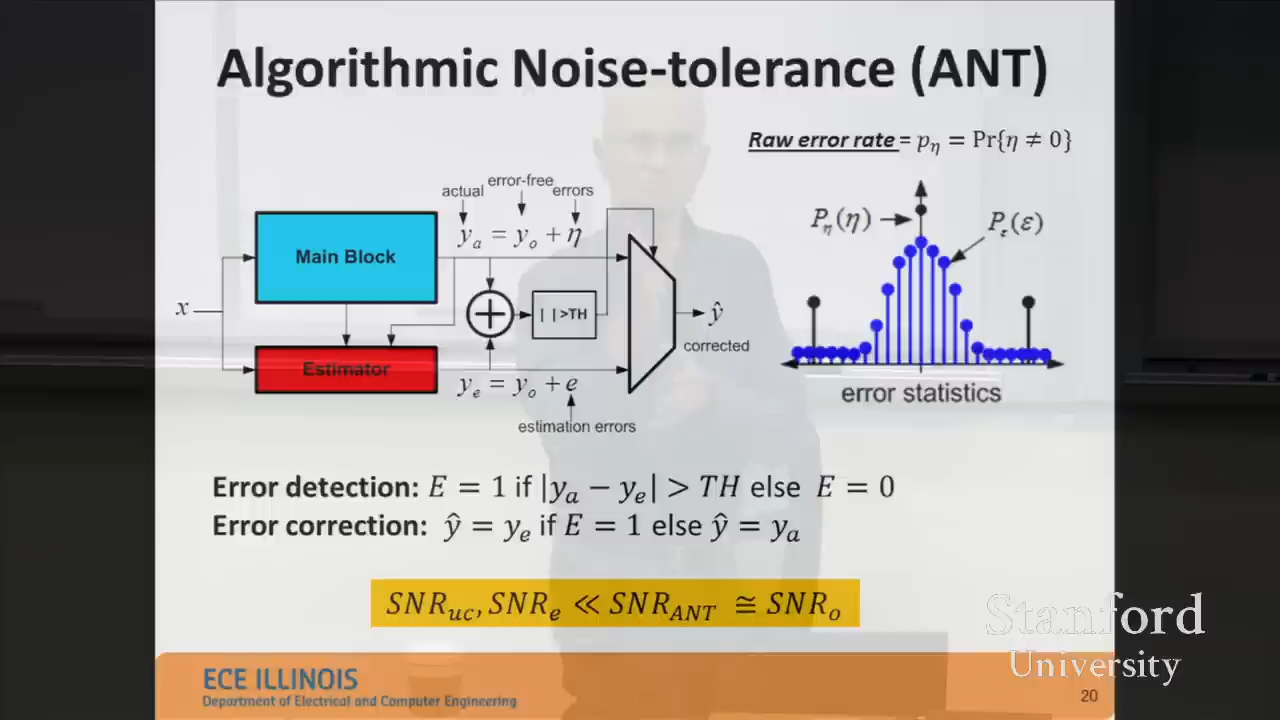 Algorithmic Noise-tolerance (ANT)
Raw error rate = p_η = Pr{η ≠ 0}
actual
error-free
errors
y_a = y_o + η
Main Block
x
| |>TH
ŷ
corrected
Estimator
y_e = y_o + e
estimation errors
P_η(η)
P_ε(ε)
error statistics
Error detection: E = 1 if |y_a − y_e| > TH else E = 0
Error correction: ŷ = y_e if E = 1 else ŷ = y_a
SNR_uc, SNR_e ≪ SNR_ANT ≅ SNR_o
Stanford
University
ECE ILLINOIS
Department of Electrical and Computer Engineering
20